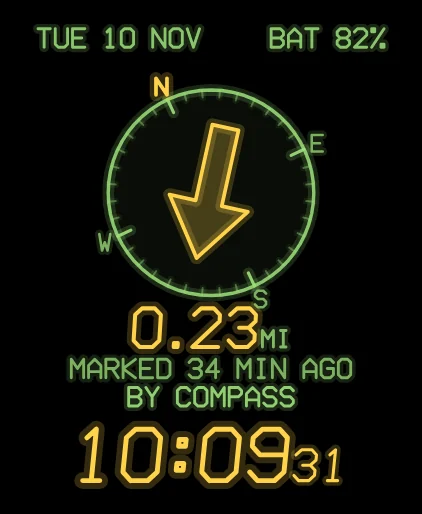 TUE 10 NOV BAT 82%
N
E
W
S
0.23MI
MARKED 34 MIN AGO
BY COMPASS
10:0931